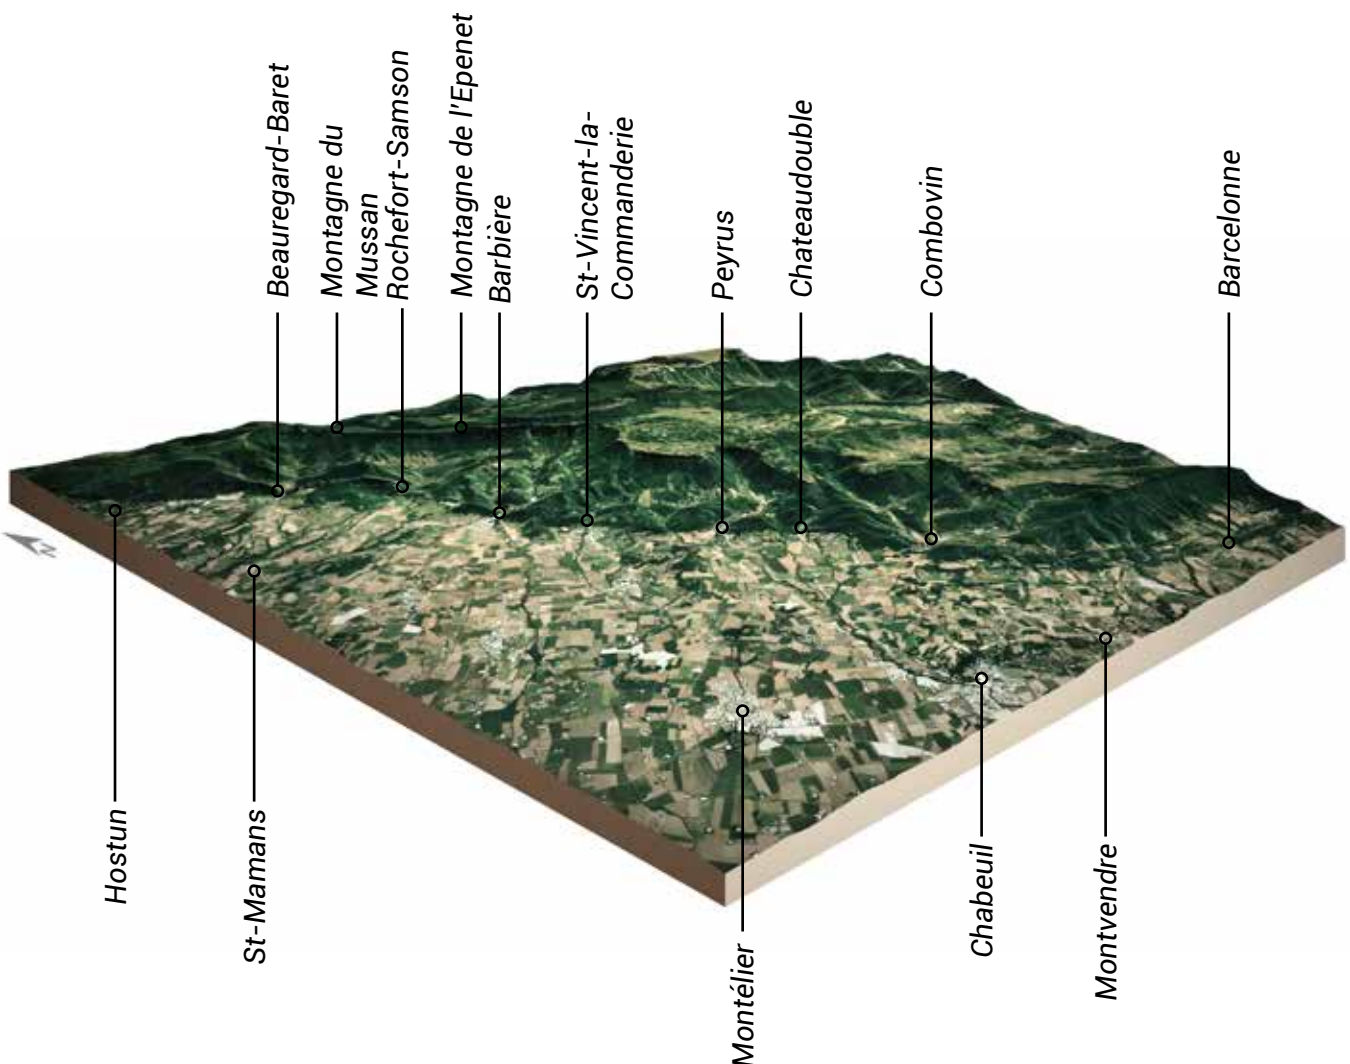 Beauregard-Baret
Montagne du
Mussan
Rochefort-Samson
Montagne de l'Epenet
Barbière
St-Vincent-la-
Commanderie
Peyrus
Chateaudouble
Combovin
Barcelonne
N
Hostun
St-Mamans
Montélier
Chabeuil
Montvendre